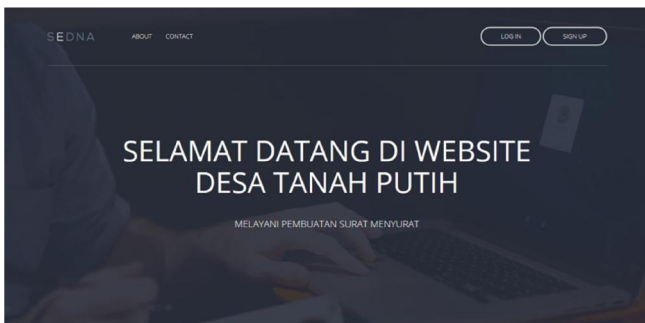 SEDNA ABOUT CONTACT LOG IN SIGN UP
SELAMAT DATANG DI WEBSITE
DESA TANAH PUTIH
MELAYANI PEMBUATAN SURAT MENYURAT